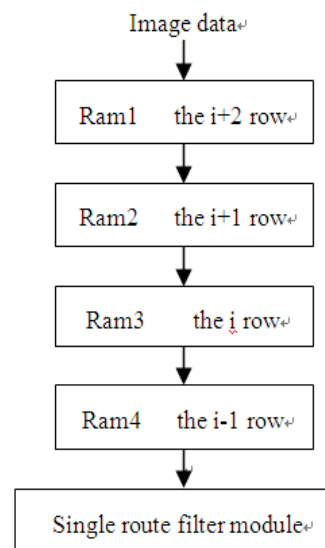 Image data
Ram1 the i+2 row
Ram2 the i+1 row
Ram3 the i row
Ram4 the i-1 row
Single route filter module